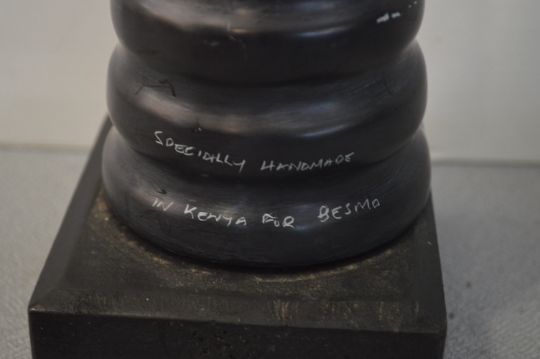 SPECIALLY HANDMADE
IN KENYA FOR BESMO